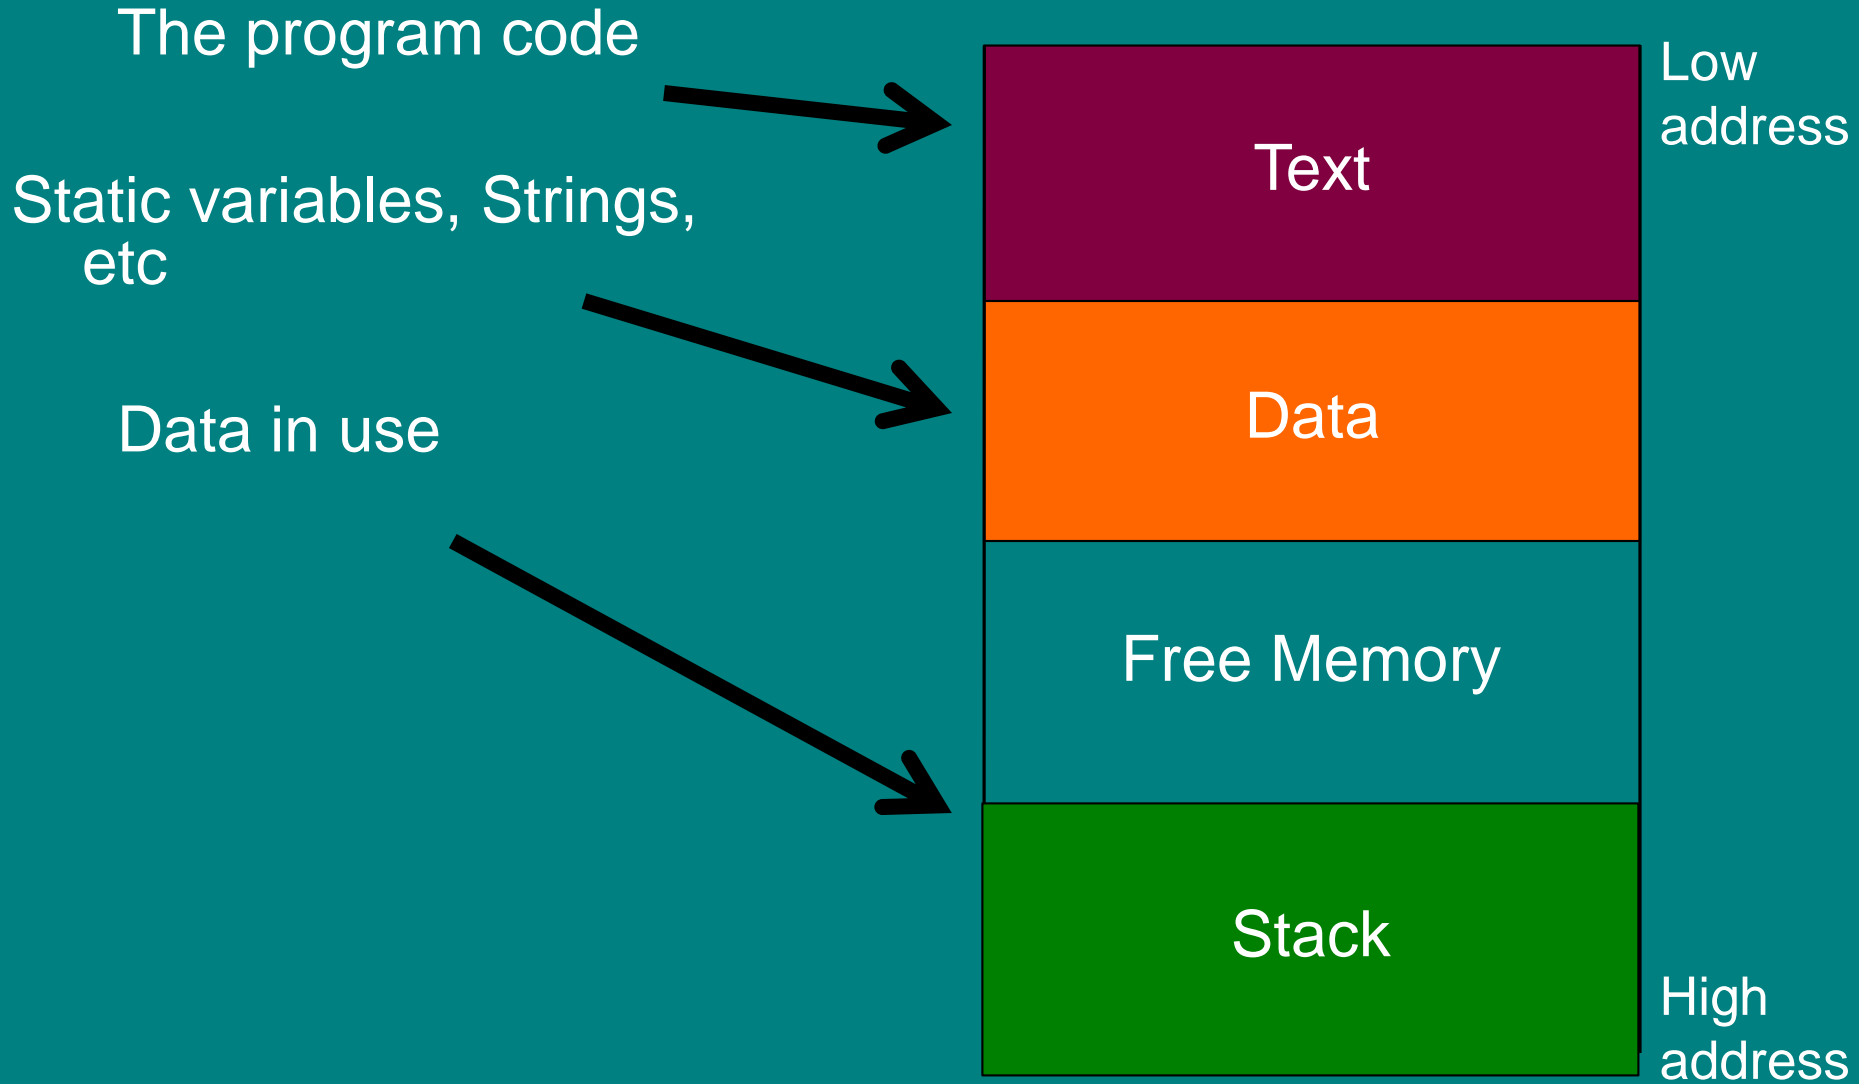 The program code
Static variables, Strings,
etc
Data in use
Text
Data
Free Memory
Stack
Low
address
High
address